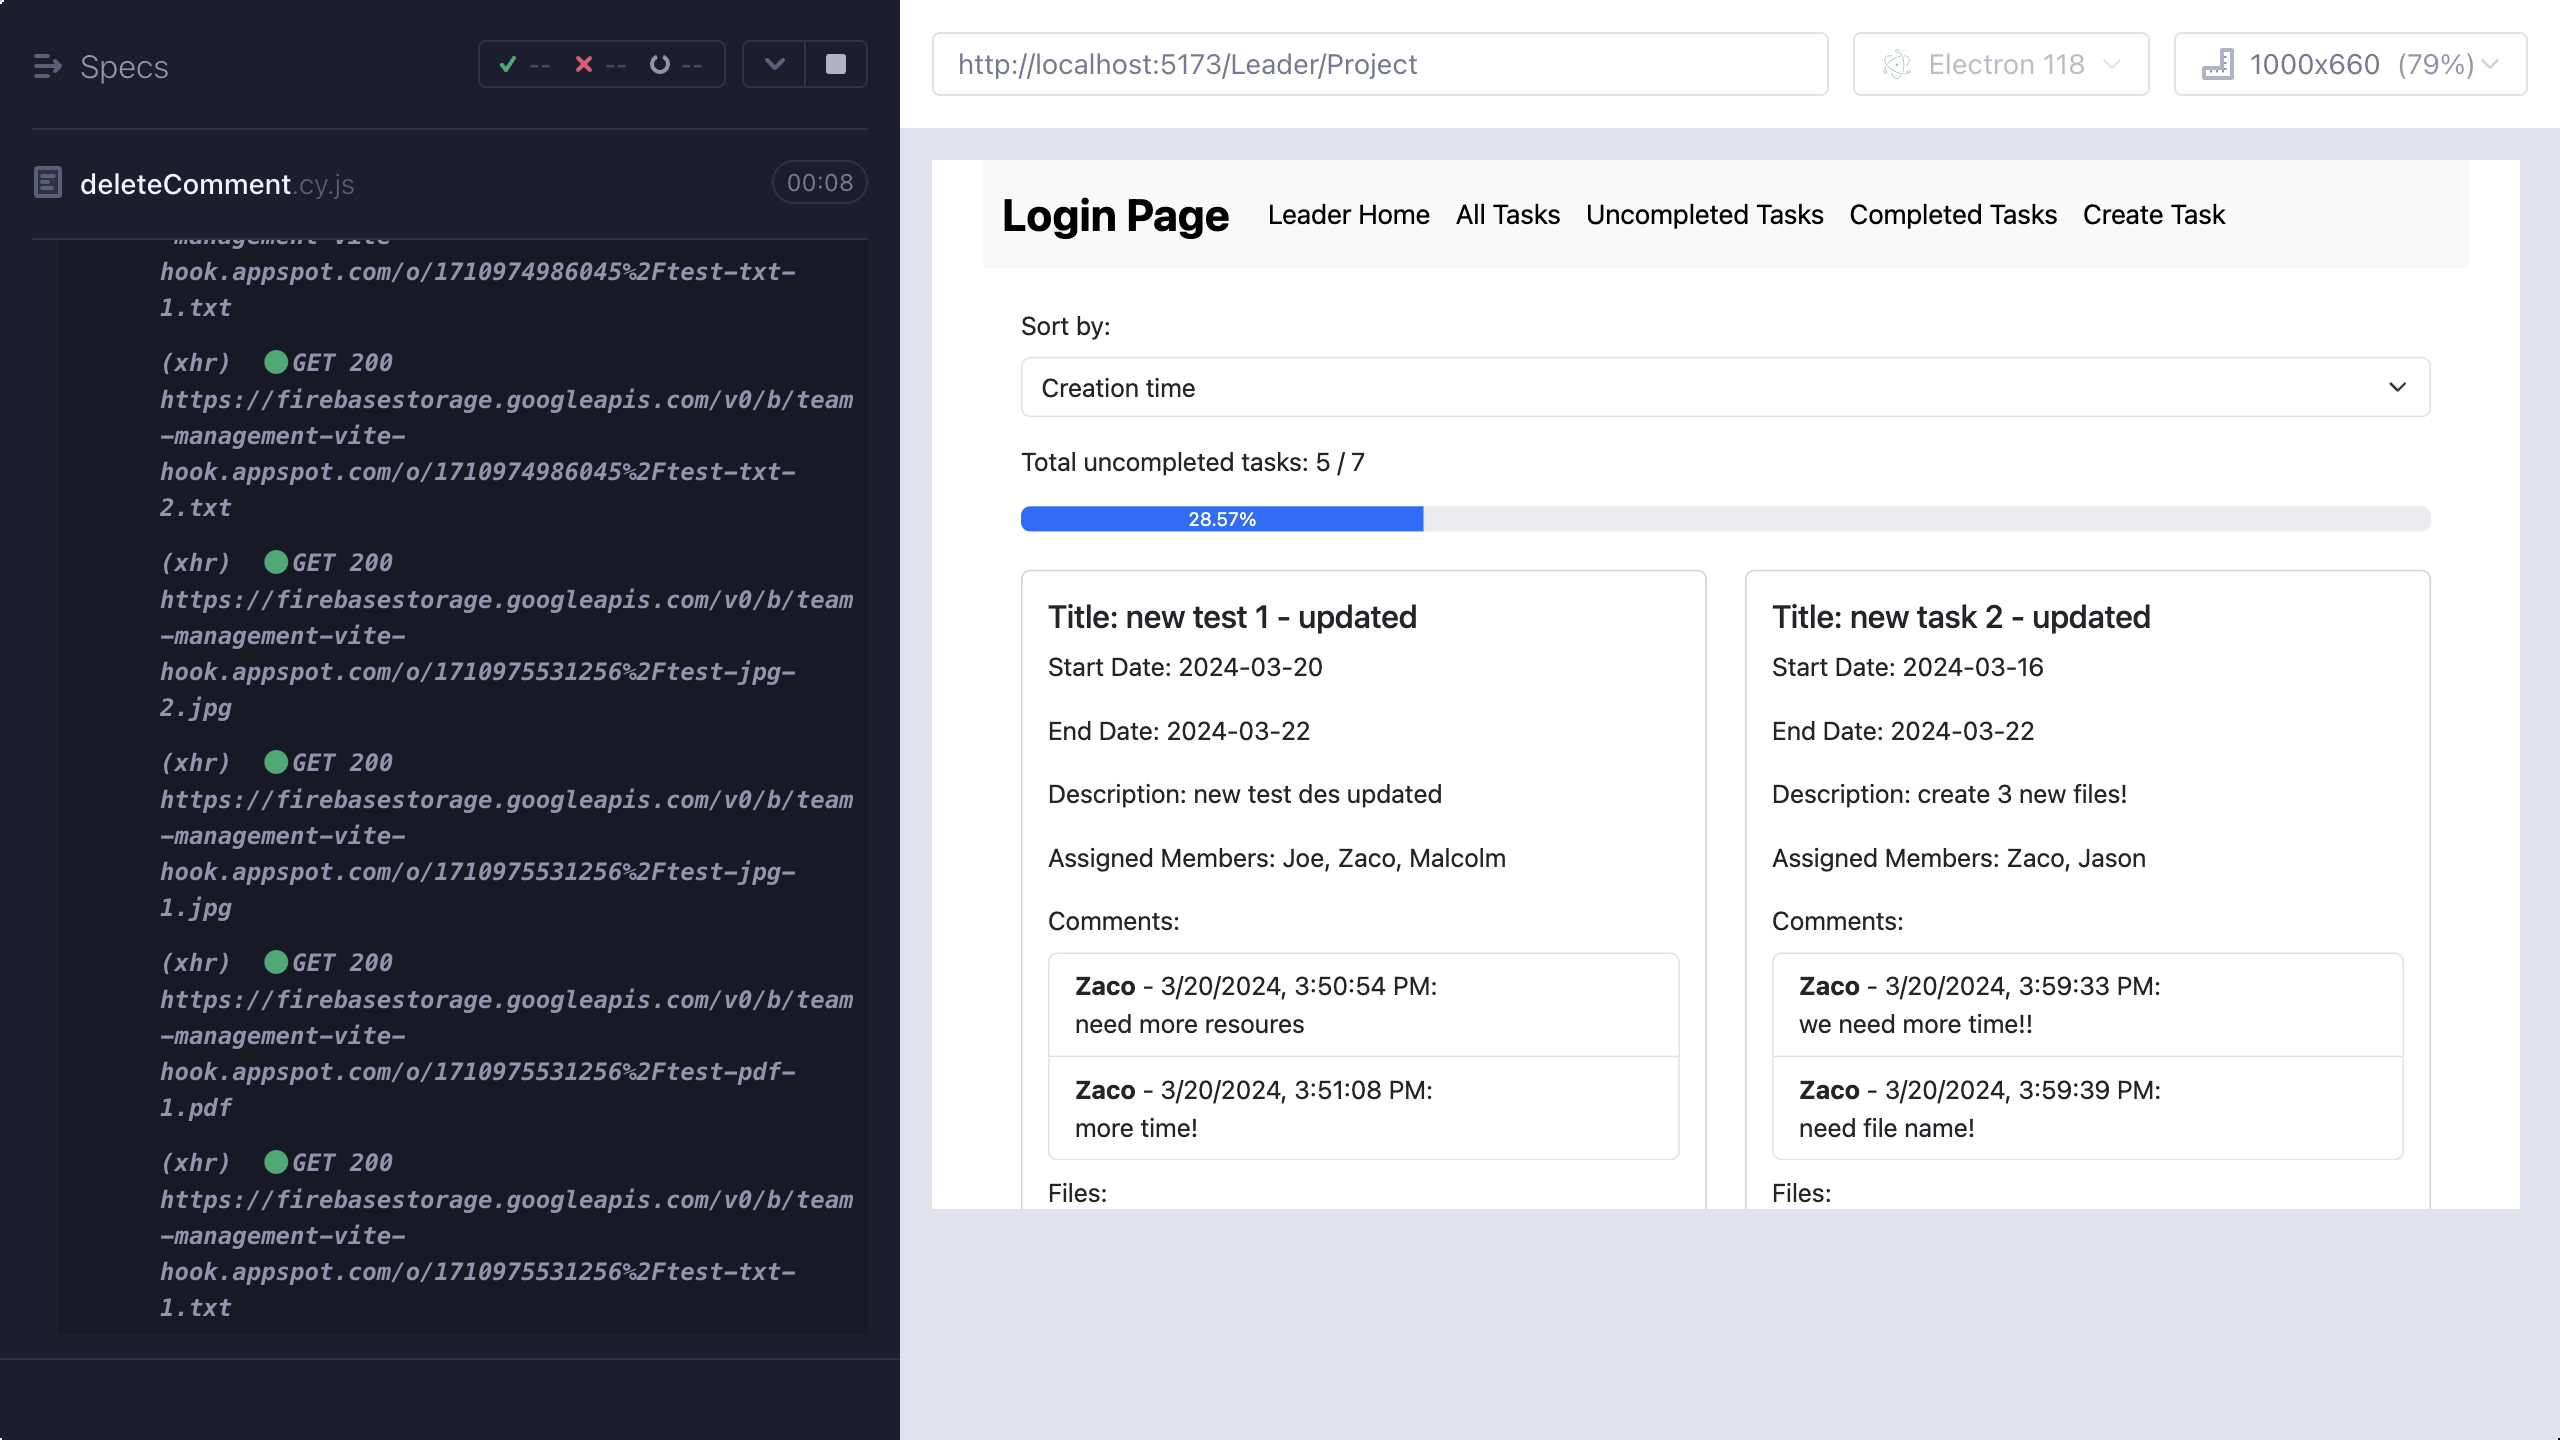 Specs
-- -- --
deleteComment.cy.js
00:08
-management-vite-
hook.appspot.com/o/1710974986045%2Ftest-txt-
1.txt
(xhr) GET 200
https://firebasestorage.googleapis.com/v0/b/team
-management-vite-
hook.appspot.com/o/1710974986045%2Ftest-txt-
2.txt
(xhr) GET 200
https://firebasestorage.googleapis.com/v0/b/team
-management-vite-
hook.appspot.com/o/1710975531256%2Ftest-jpg-
2.jpg
(xhr) GET 200
https://firebasestorage.googleapis.com/v0/b/team
-management-vite-
hook.appspot.com/o/1710975531256%2Ftest-jpg-
1.jpg
(xhr) GET 200
https://firebasestorage.googleapis.com/v0/b/team
-management-vite-
hook.appspot.com/o/1710975531256%2Ftest-pdf-
1.pdf
(xhr) GET 200
https://firebasestorage.googleapis.com/v0/b/team
-management-vite-
hook.appspot.com/o/1710975531256%2Ftest-txt-
1.txt
http://localhost:5173/Leader/Project
Electron 118
1000x660 (79%)
Login Page Leader Home All Tasks Uncompleted Tasks Completed Tasks Create Task
Sort by:
Creation time
Total uncompleted tasks: 5 / 7
28.57%
Title: new test 1 - updated
Start Date: 2024-03-20
End Date: 2024-03-22
Description: new test des updated
Assigned Members: Joe, Zaco, Malcolm
Comments:
Zaco - 3/20/2024, 3:50:54 PM:
need more resoures
Zaco - 3/20/2024, 3:51:08 PM:
more time!
Files:
Title: new task 2 - updated
Start Date: 2024-03-16
End Date: 2024-03-22
Description: create 3 new files!
Assigned Members: Zaco, Jason
Comments:
Zaco - 3/20/2024, 3:59:33 PM:
we need more time!!
Zaco - 3/20/2024, 3:59:39 PM:
need file name!
Files: